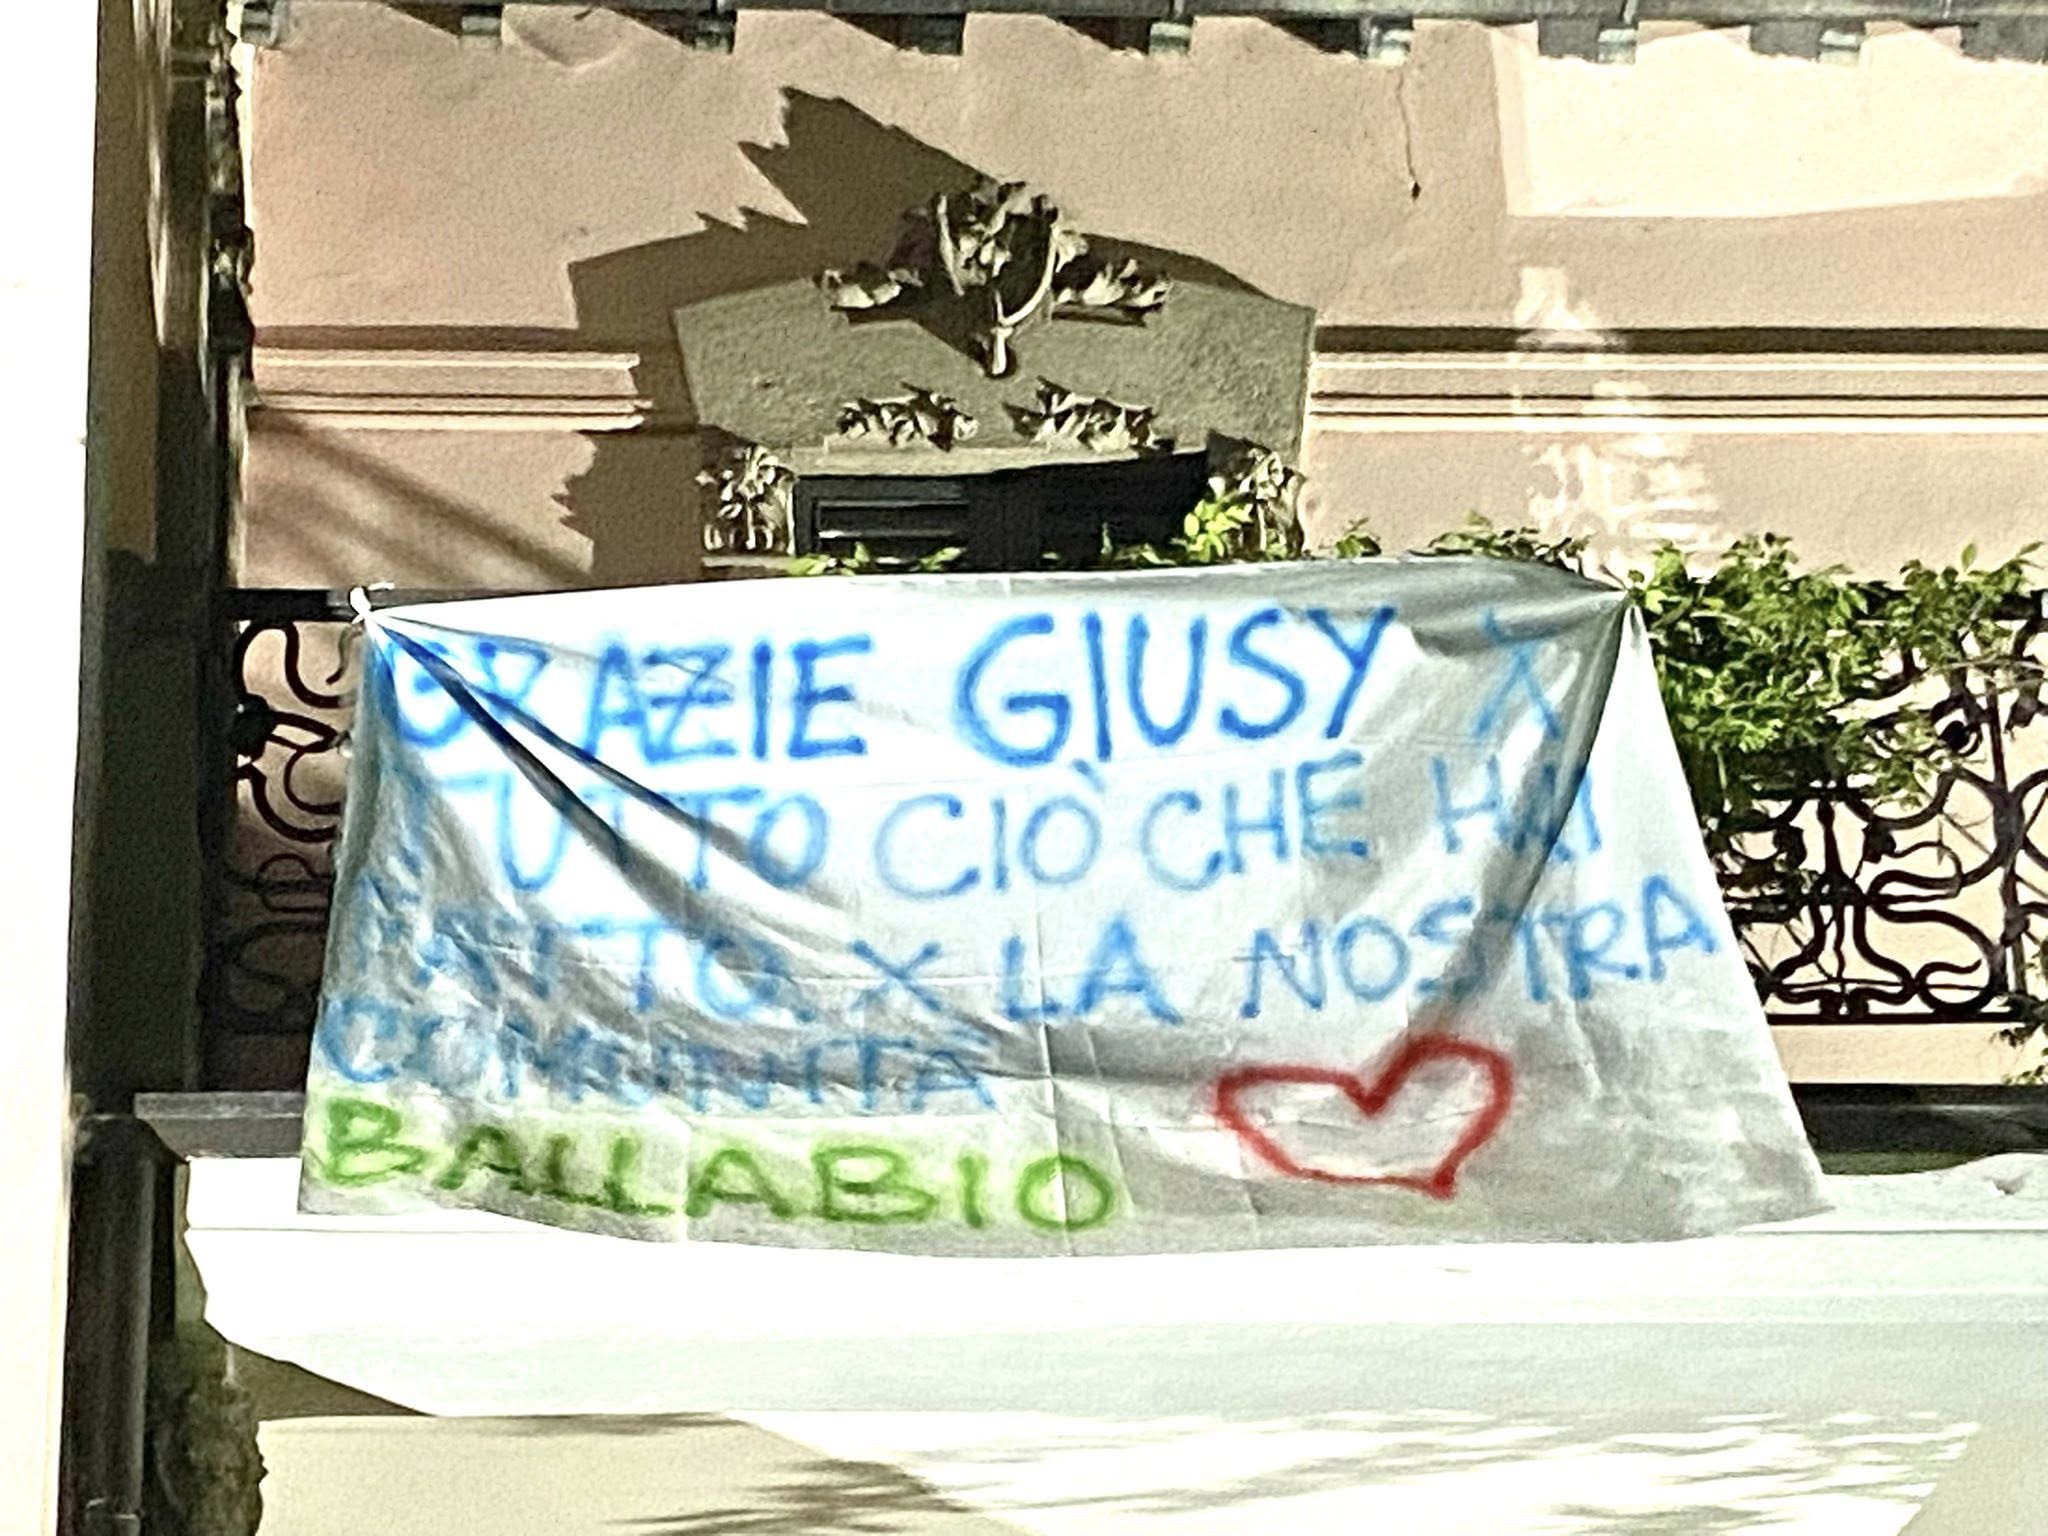 GRAZIE GIUSY X
TUTTO CIÒ CHE HAI
FATTO X LA NOSTRA
COMUNITÀ
BALLABIO